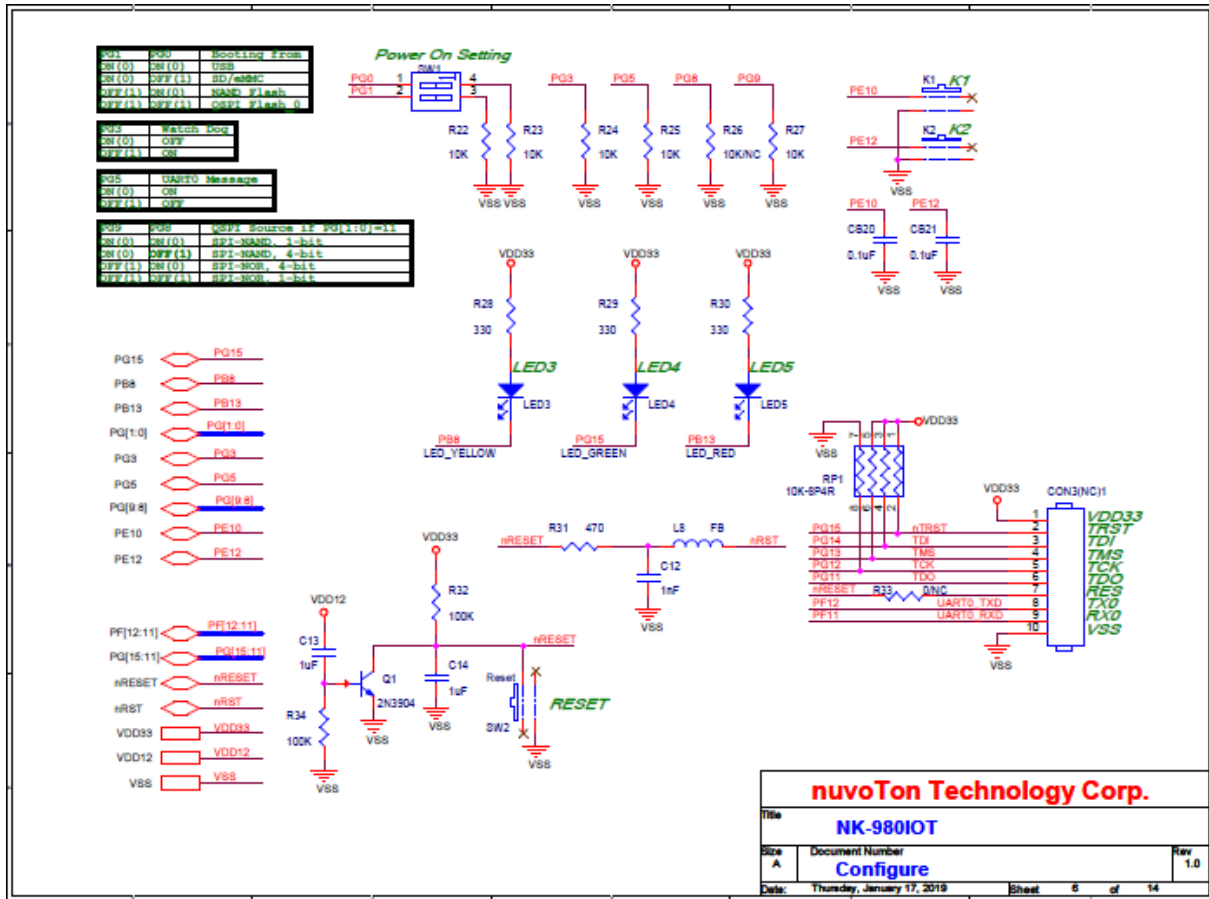 PG1 PG0 Booting from
ON(0) ON(0) USB
ON(0) OFF(1) SD/eMMC
OFF(1) ON(0) NAND Flash
OFF(1) OFF(1) QSPI Flash_0
PG3 Watch Dog
ON(0) OFF
OFF(1) ON
PG5 UART0 Message
ON(0) ON
OFF(1) OFF
PG9 PG8 QSPI Source if PG[1:0]=11
ON(0) ON(0) SPI-NAND, 1-bit
ON(0) OFF(1) SPI-NAND, 4-bit
OFF(1) ON(0) SPI-NOR, 4-bit
OFF(1) OFF(1) SPI-NOR, 1-bit
Power On Setting
SW1
PG0 1 4
PG1 2 3
PG3 PG5 PG8 PG9
R22 R23 R24 R25 R26 R27
10K 10K 10K 10K 10K/NC 10K
VSS VSS VSS VSS VSS VSS
K1 K1
PE10
K2 K2
PE12
VSS
PE10 PE12
CB20 CB21
0.1uF 0.1uF
VSS VSS
VDD33 VDD33 VDD33
R28 R29 R30
330 330 330
LED3 LED4 LED5
LED3 LED4 LED5
PB8 PG15 PB13
LED_YELLOW LED_GREEN LED_RED
PG15 PG15
PB8 PB8
PB13 PB13
PG[1:0] PG[1:0]
PG3 PG3
PG5 PG5
PG[9:8] PG[9:8]
PE10 PE10
PE12 PE12
PF[12:11] PF[12:11]
PG[15:11] PG[15:11]
nRESET nRESET
nRST nRST
VDD33 VDD33
VDD12 VDD12
VSS VSS
VDD12
C13
1uF
R34
100K
VSS
Q1
2N3904
VSS
VDD33
R32
100K
nRESET
C14
1uF
VSS
Reset
SW2
RESET
VSS
nRESET R31 470 L8 FB nRST
C12
1nF
VSS
VDD33
VSS
7 5 3 1
RP1
10K-8P4R
8 6 4 2
VDD33 CON3(NC)1
1 VDD33
PG15 nTRST 2 TRST
PG14 TDI 3 TDI
PG13 TMS 4 TMS
PG12 TCK 5 TCK
PG11 TDO 6 TDO
nRESET R33 0/NC 7 RES
PF12 UART0_TXD 8 TX0
PF11 UART0_RXD 9 RX0
10 VSS
VSS
nuvoTon Technology Corp.
Title
NK-980IOT
Size Document Number Rev
A Configure 1.0
Date: Thursday, January 17, 2019 Sheet 6 of 14